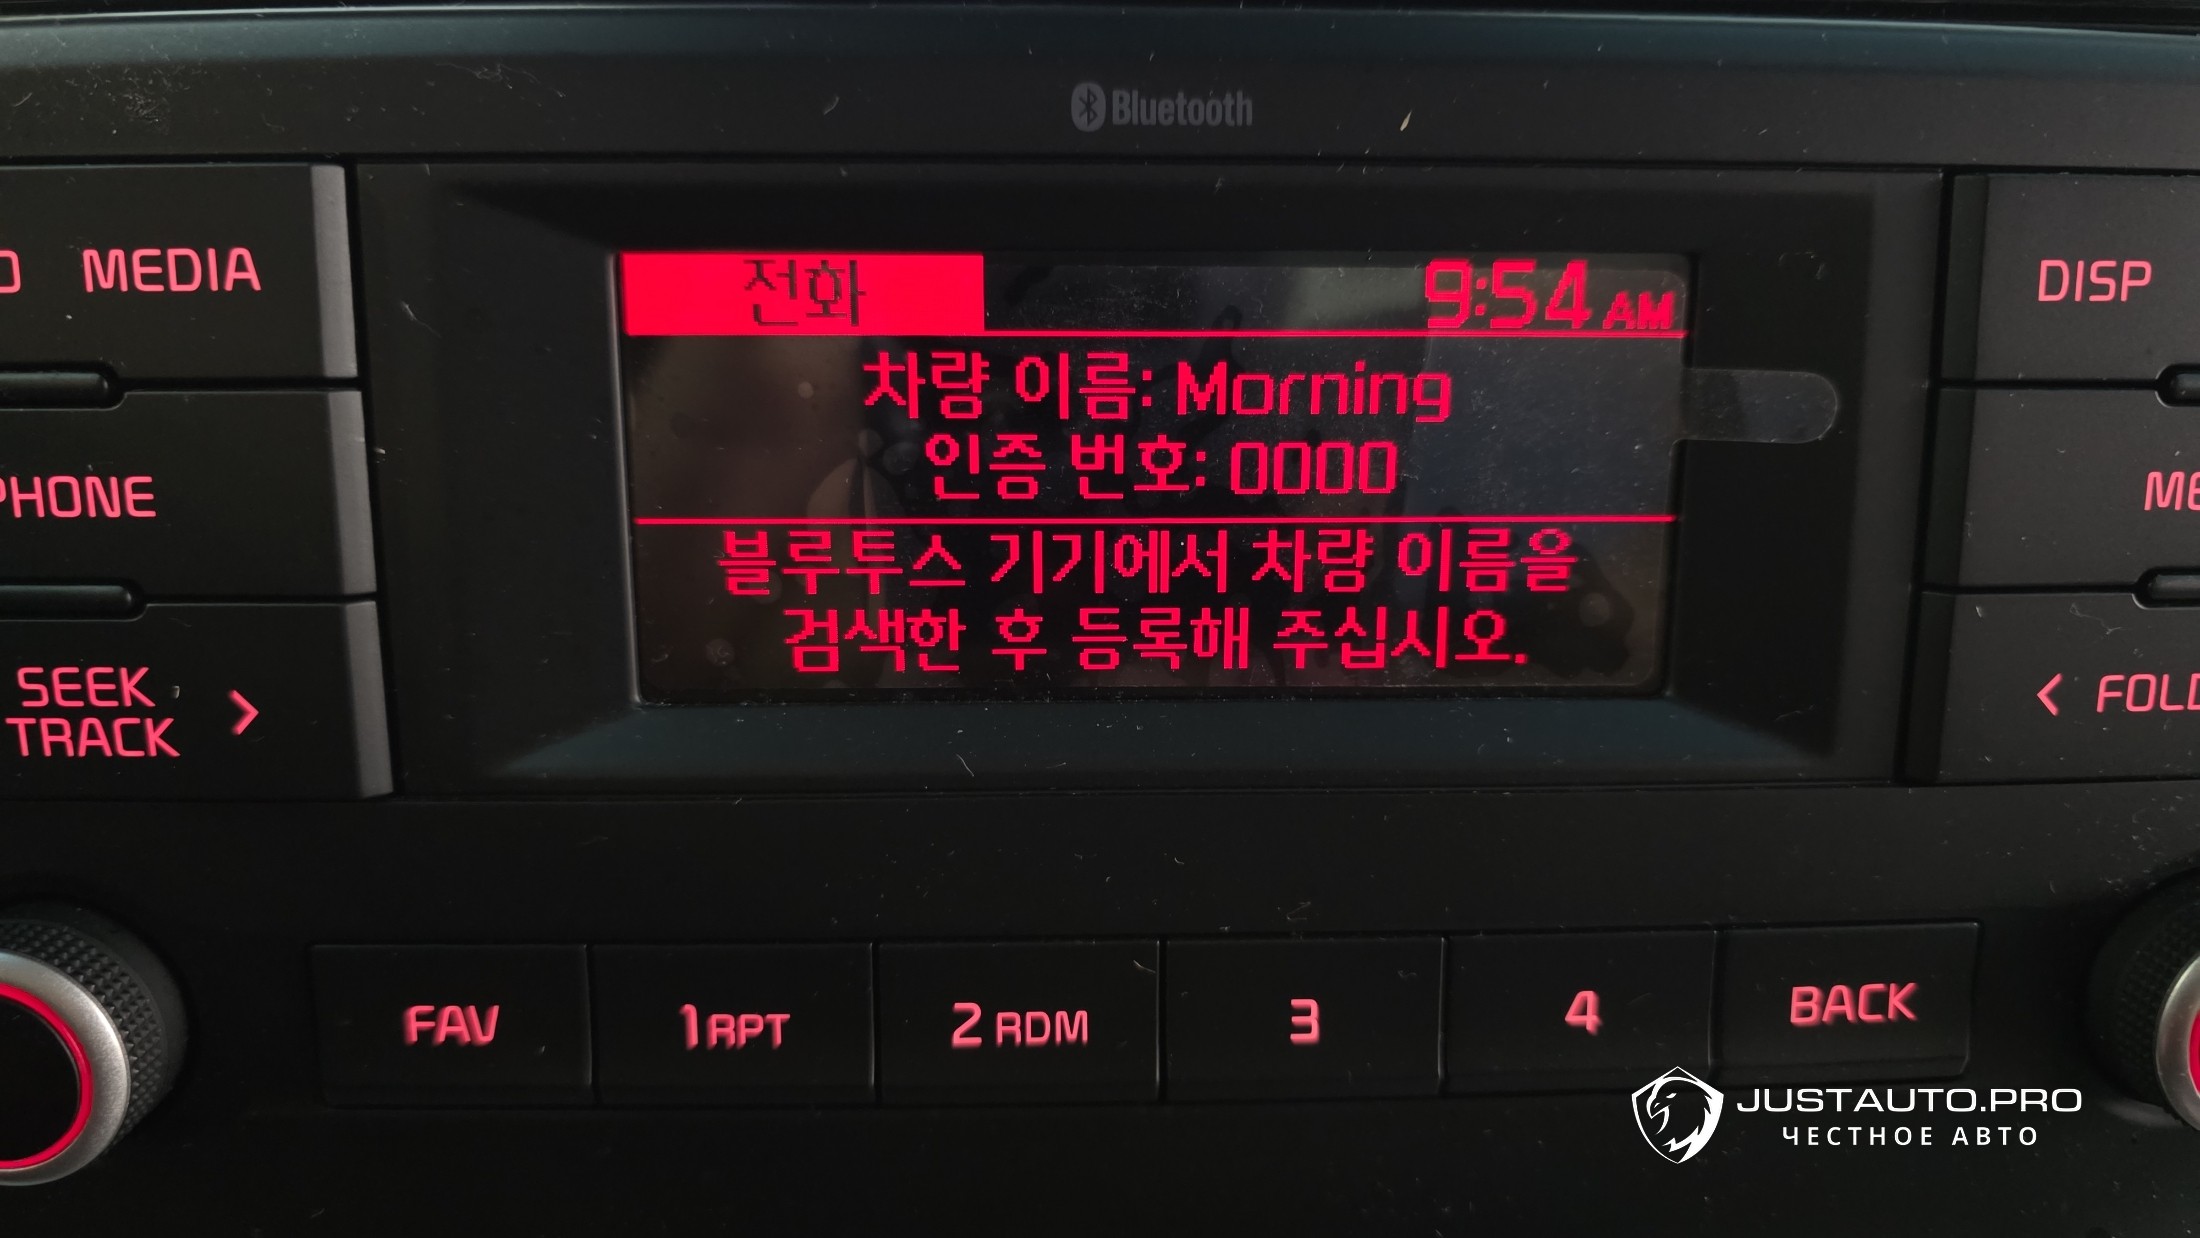 Bluetooth
MEDIA
DISP
전화
9:54 AM
차량 이름: Morning
인증 번호: 0000
PHONE
블루투스 기기에서 차량 이름을
검색한 후 등록해 주십시오.
SEEK
TRACK >
< FOLD
FAV
1 RPT
2 RDM
3
4
BACK
JUSTAUTO.PRO
ЧЕСТНОЕ АВТО